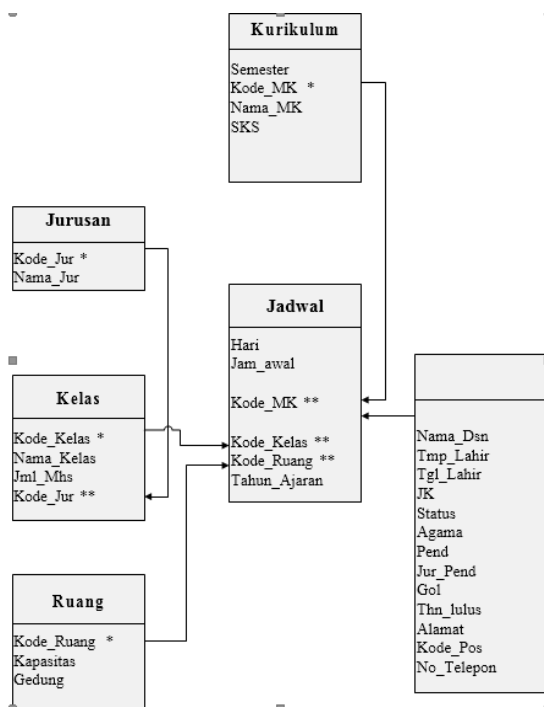 Kurikulum
Semester
Kode_MK *
Nama_MK
SKS
Jurusan
Kode_Jur *
Nama_Jur
Jadwal
Hari
Jam_awal
Kode_MK **
Kode_Kelas **
Kode_Ruang **
Tahun_Ajaran
Kelas
Kode_Kelas *
Nama_Kelas
Jml_Mhs
Kode_Jur **
Nama_Dsn
Tmp_Lahir
Tgl_Lahir
JK
Status
Agama
Pend
Jur_Pend
Gol
Thn_lulus
Alamat
Kode_Pos
No_Telepon
Ruang
Kode_Ruang *
Kapasitas
Gedung